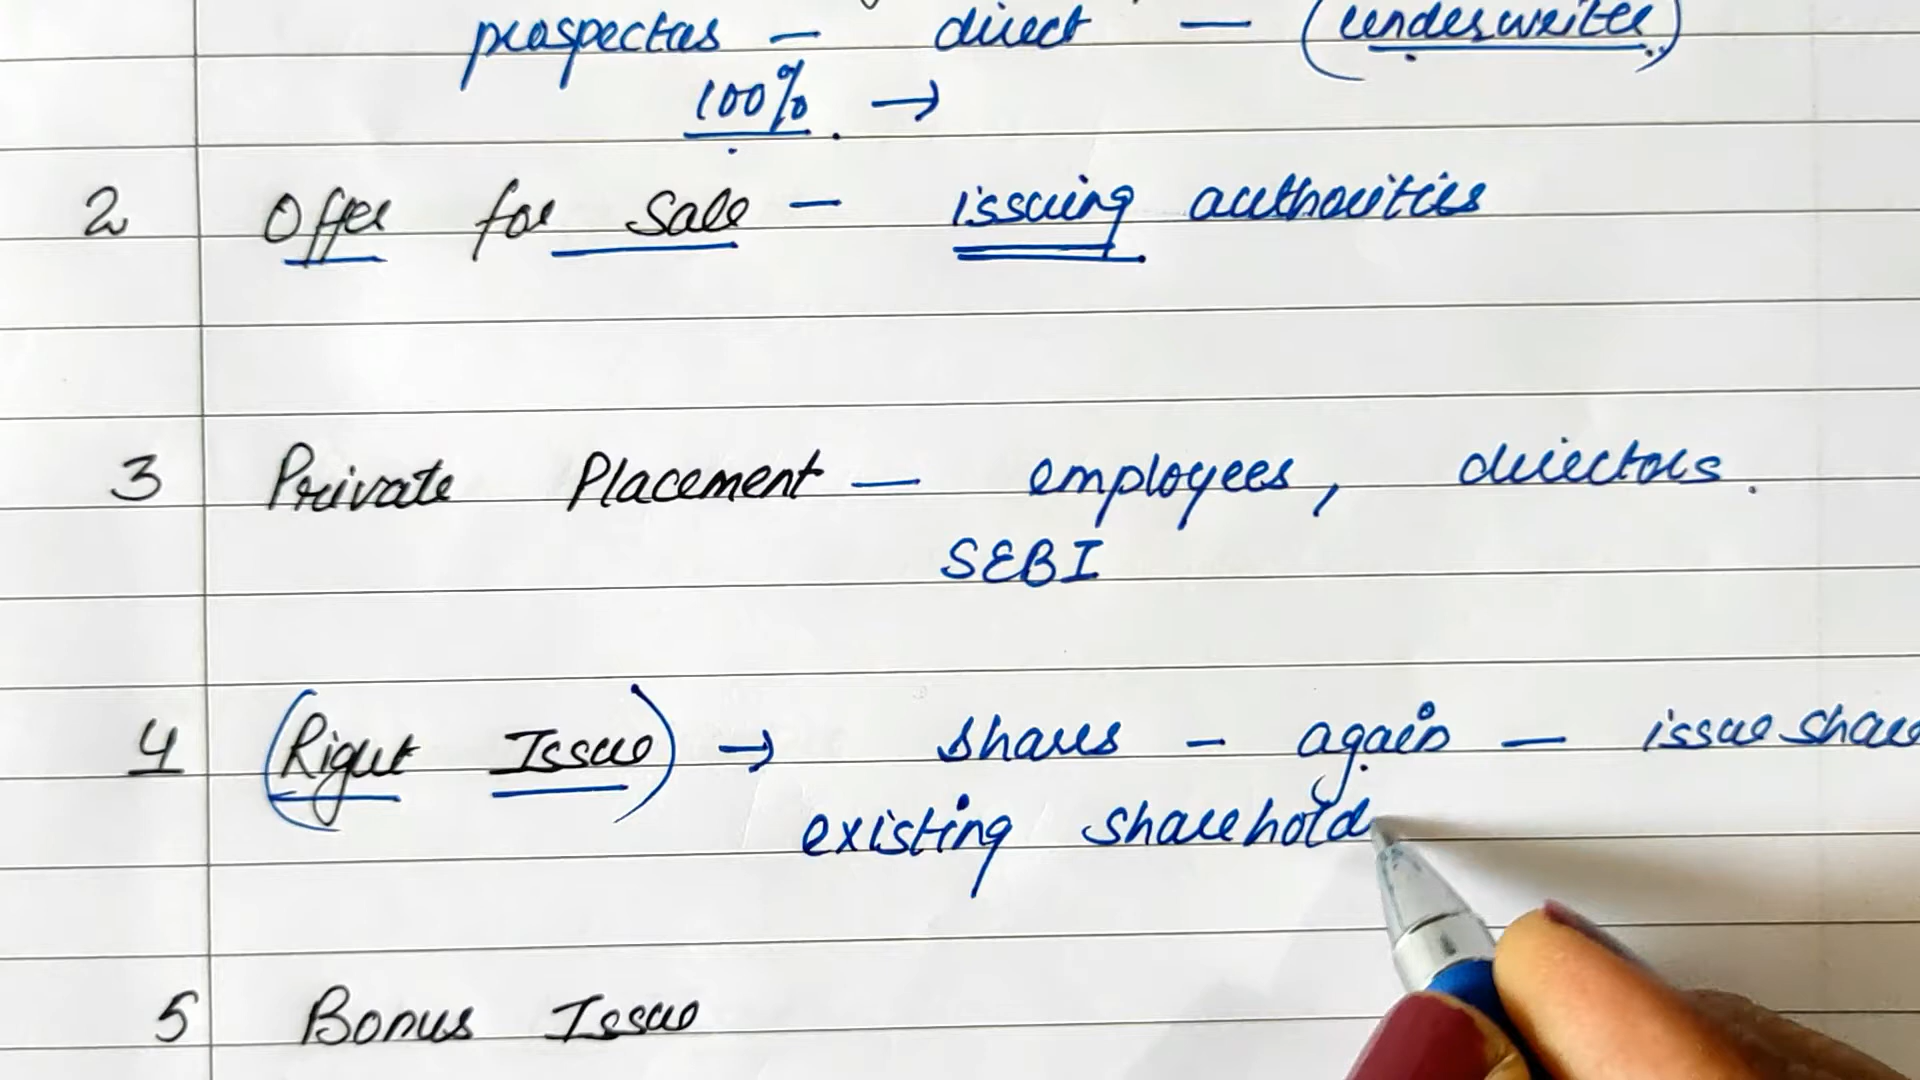 prospectus — direct — (underwriter)
100% →
2 Offer for Sale — issuing authorities
3 Private Placement — employees, directors.
SEBI
4 (Right Issue) → shares - again — issue share
existing sharehold
5 Bonus Issue